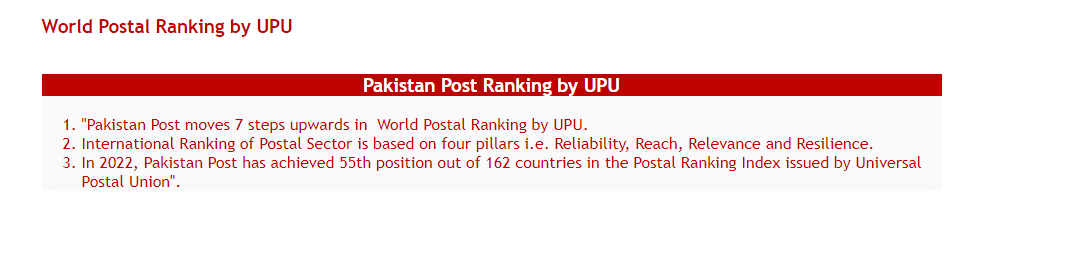 World Postal Ranking by UPU
Pakistan Post Ranking by UPU
1. "Pakistan Post moves 7 steps upwards in  World Postal Ranking by UPU.
2. International Ranking of Postal Sector is based on four pillars i.e. Reliability, Reach, Relevance and Resilience.
3. In 2022, Pakistan Post has achieved 55th position out of 162 countries in the Postal Ranking Index issued by Universal
Postal Union".